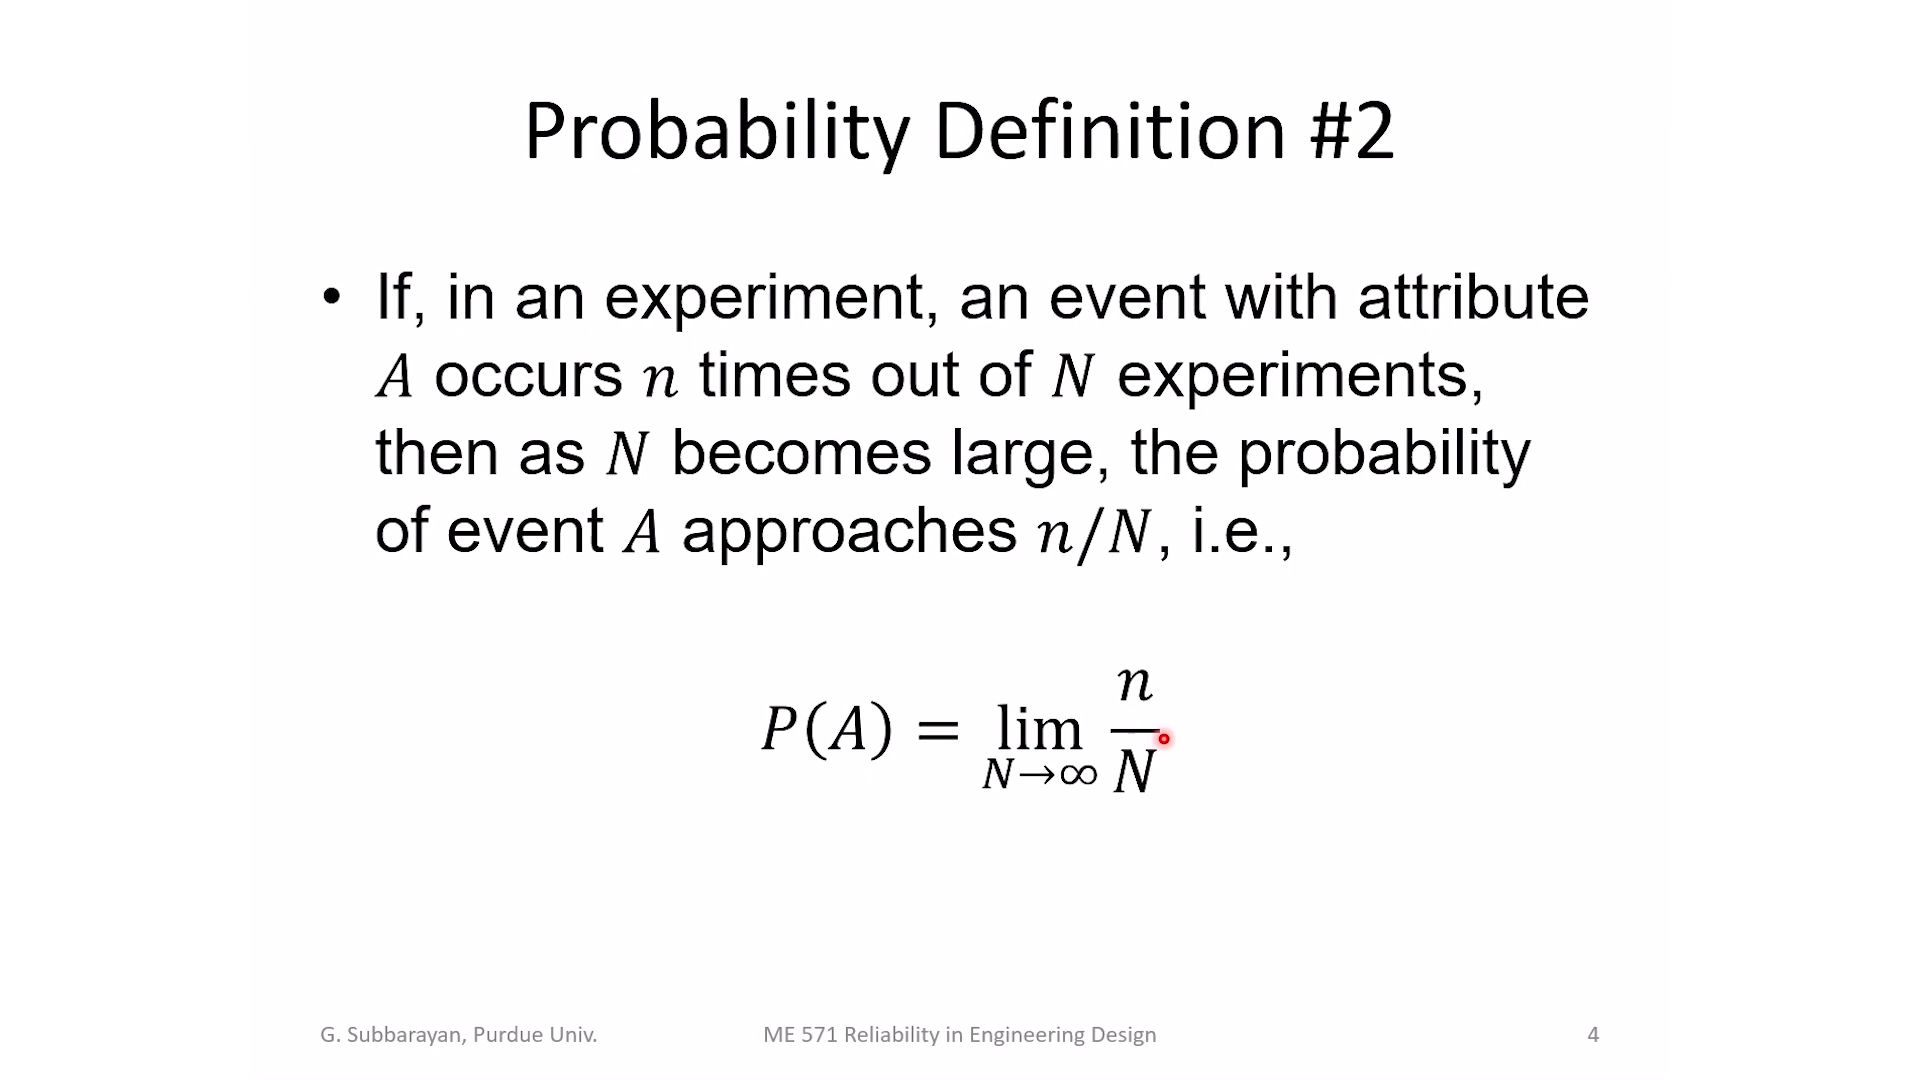 Probability Definition #2
• If, in an experiment, an event with attribute
A occurs n times out of N experiments,
then as N becomes large, the probability
of event A approaches n/N, i.e.,
P(A) = lim_{N→∞} n/N
G. Subbarayan, Purdue Univ.
ME 571 Reliability in Engineering Design
4